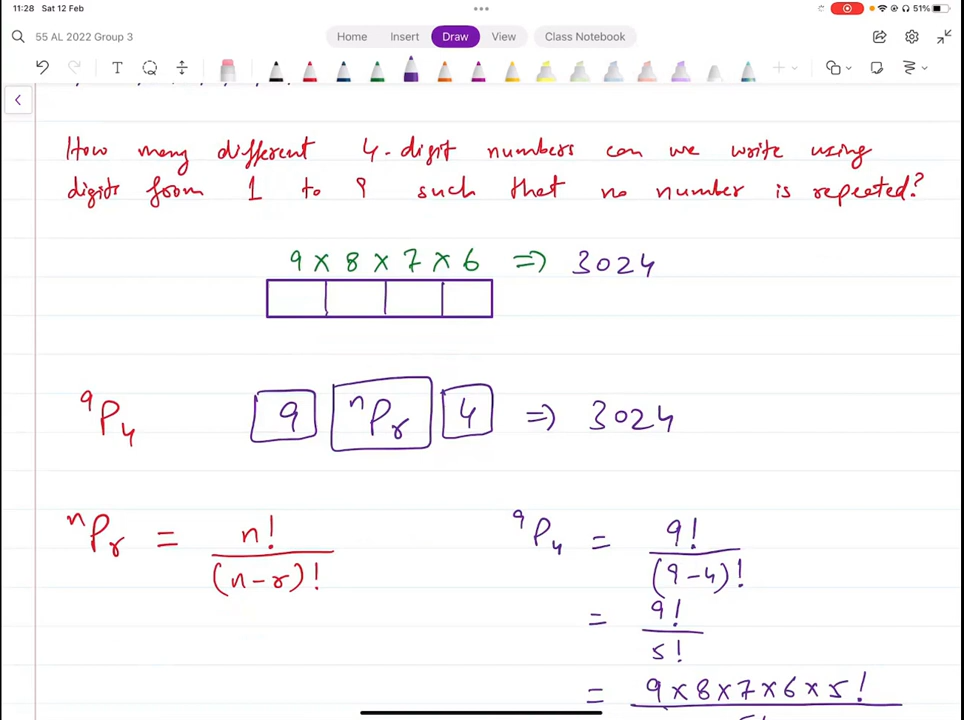 11:28 Sat 12 Feb
51%
55 AL 2022 Group 3
Home Insert Draw View Class Notebook
How many different 4-digit numbers can we write using
digits from 1 to 9 such that no number is repeated?
9 × 8 × 7 × 6 ⇒ 3024
⁹P₄ 9 ⁿPᵣ 4 ⇒ 3024
ⁿPᵣ = n! / (n-r)!
⁹P₄ = 9! / (9-4)!
= 9! / 5!
= 9×8×7×6×5!